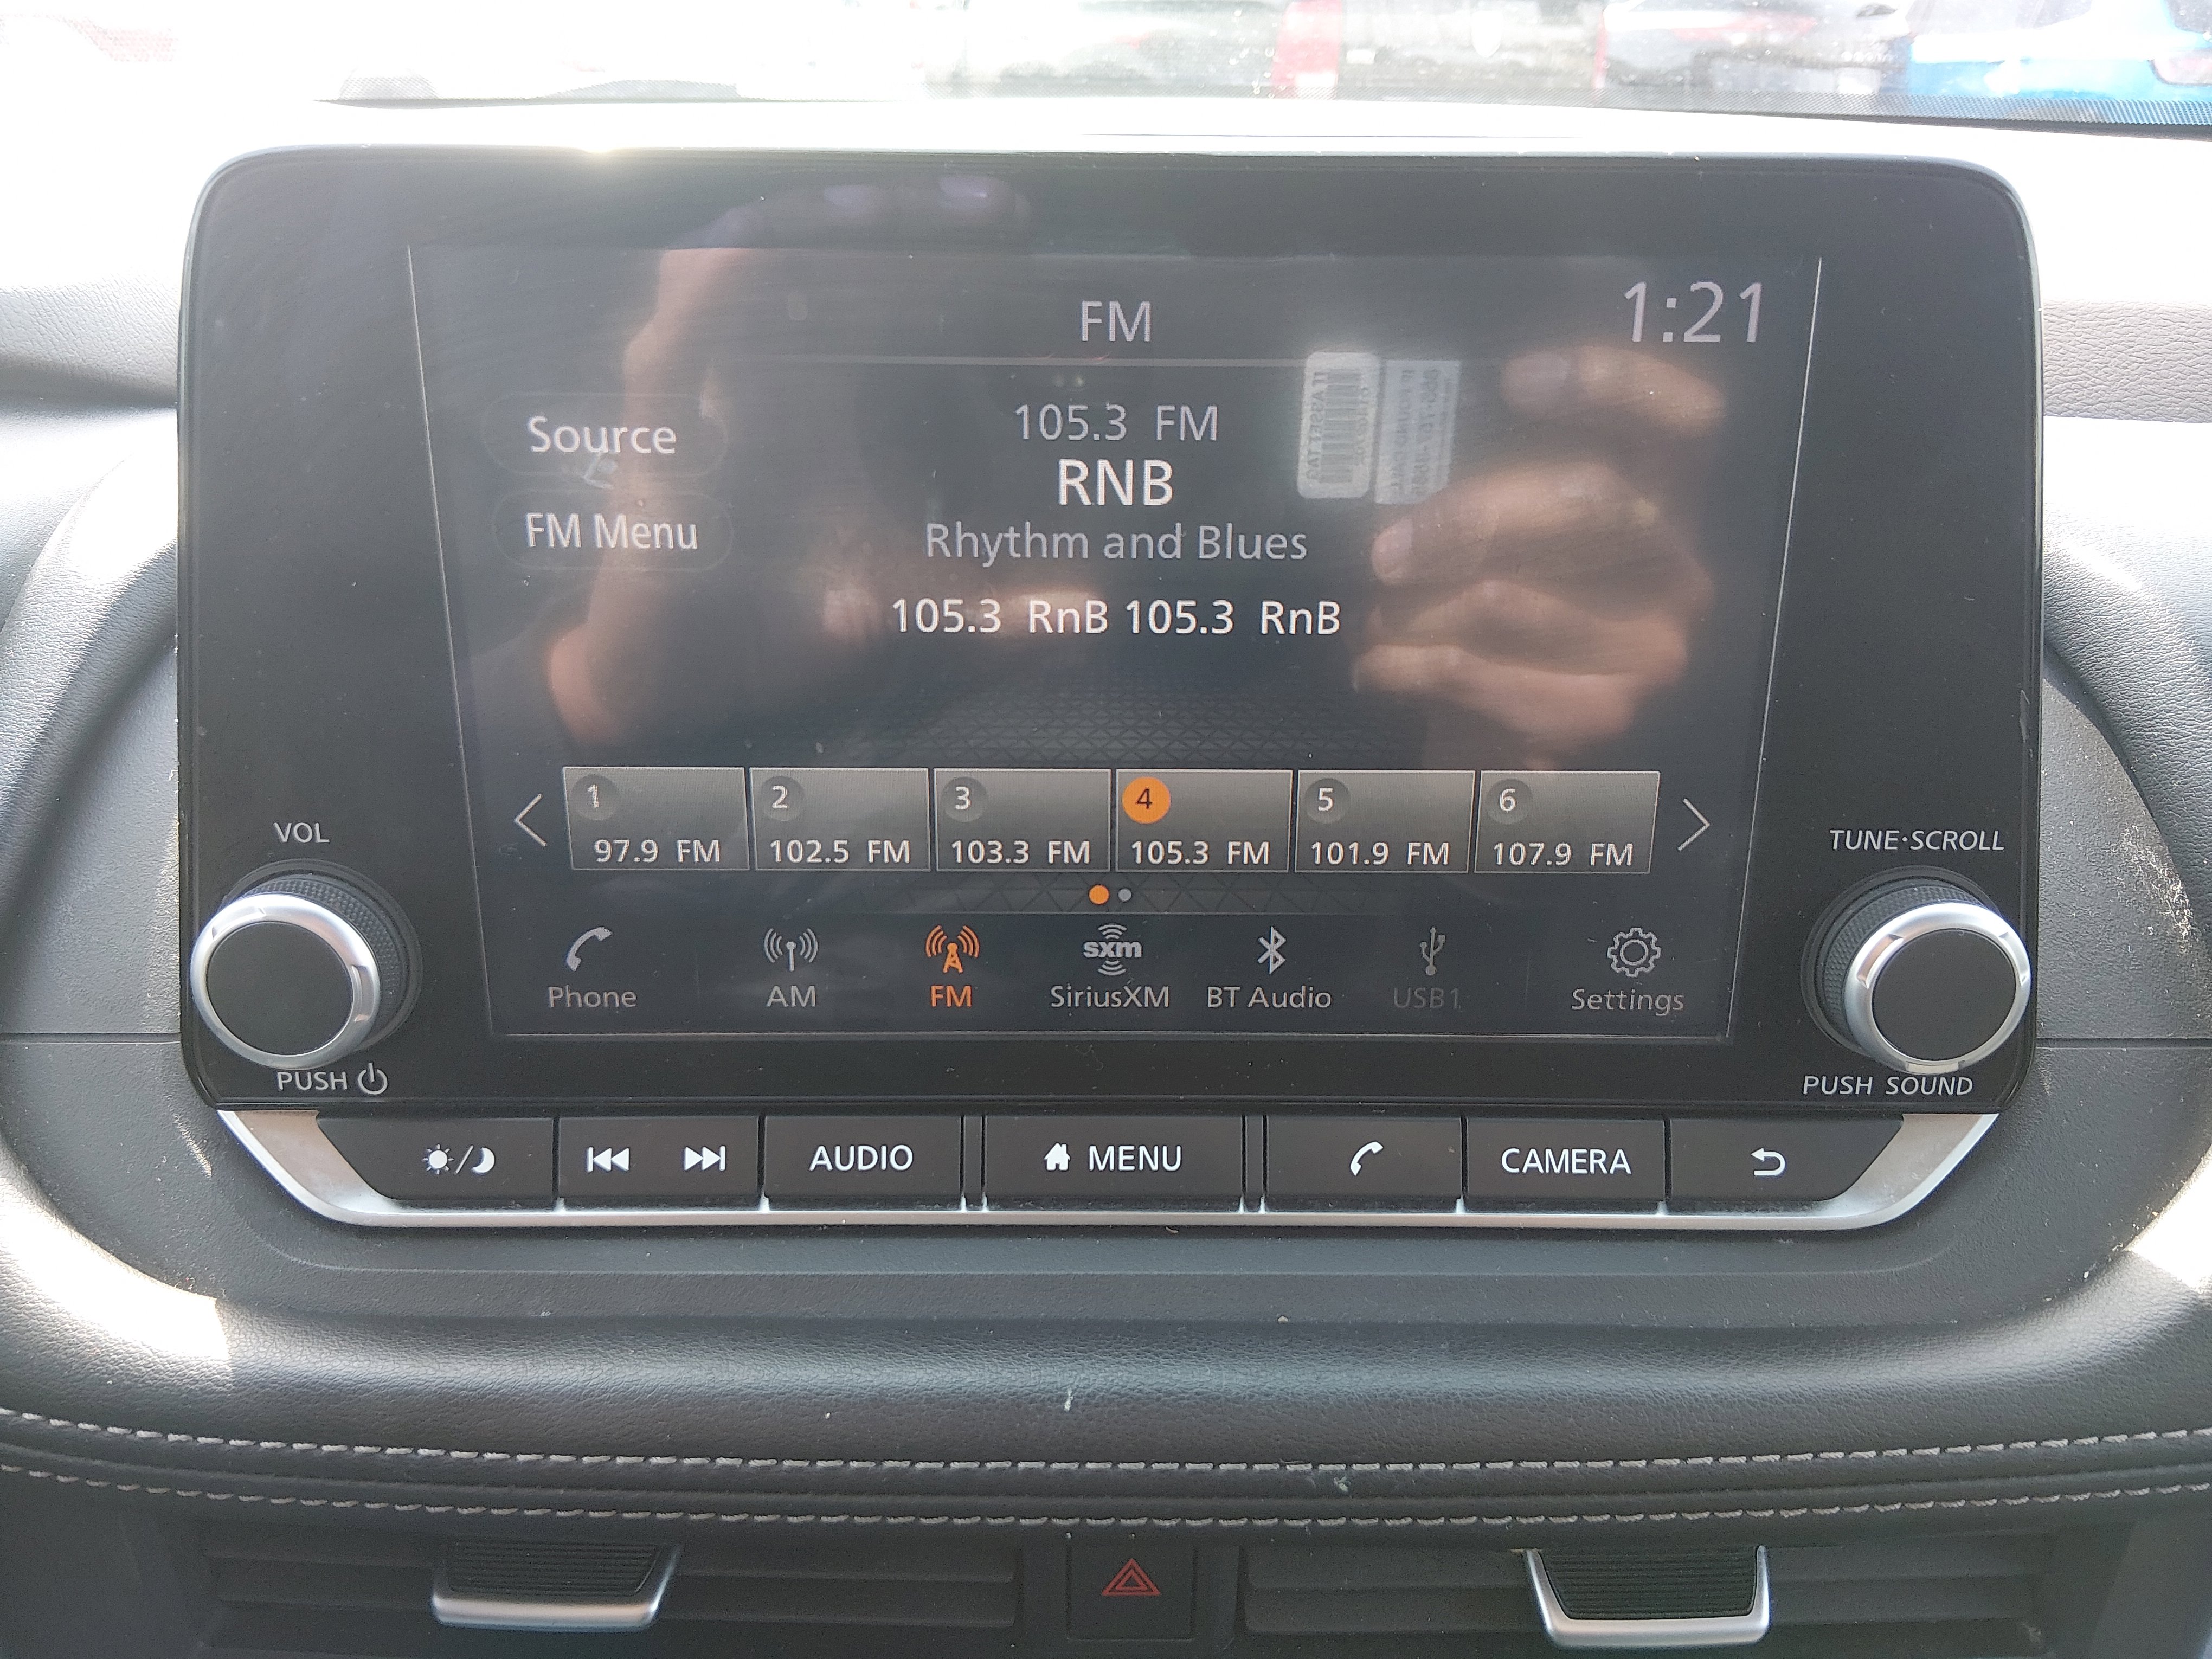 FM
1:21
Source
105.3 FM
RNB
FM Menu
Rhythm and Blues
105.3 RnB 105.3 RnB
1
2
3
4
5
6
97.9 FM
102.5 FM
103.3 FM
105.3 FM
101.9 FM
107.9 FM
VOL
TUNE·SCROLL
sxm
Phone
AM
FM
SiriusXM
BT Audio
USB1
Settings
PUSH
PUSH SOUND
AUDIO
MENU
CAMERA